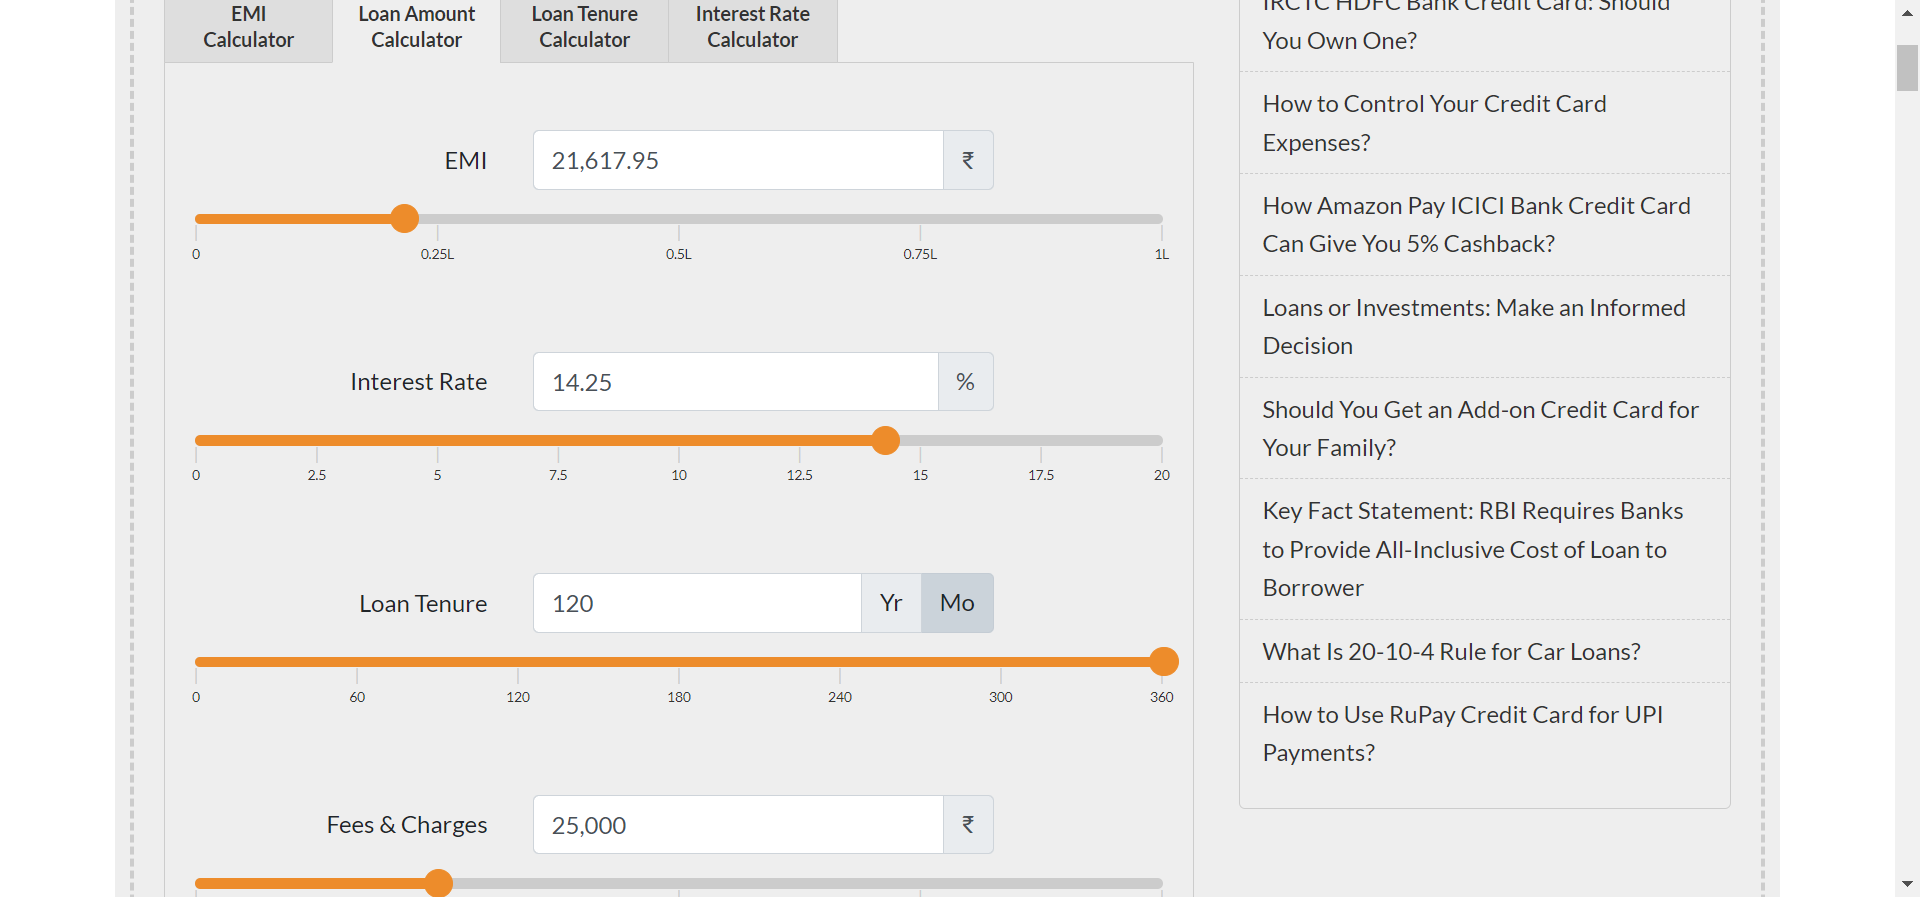 EMI
Calculator
Loan Amount
Calculator
Loan Tenure
Calculator
Interest Rate
Calculator
EMI
21,617.95
₹
0
0.25L
0.5L
0.75L
1L
Interest Rate
14.25
%
0
2.5
5
7.5
10
12.5
15
17.5
20
Loan Tenure
120
Yr
Mo
0
60
120
180
240
300
360
Fees & Charges
25,000
₹
IRCTC HDFC Bank Credit Card: Should
You Own One?
How to Control Your Credit Card
Expenses?
How Amazon Pay ICICI Bank Credit Card
Can Give You 5% Cashback?
Loans or Investments: Make an Informed
Decision
Should You Get an Add-on Credit Card for
Your Family?
Key Fact Statement: RBI Requires Banks
to Provide All-Inclusive Cost of Loan to
Borrower
What Is 20-10-4 Rule for Car Loans?
How to Use RuPay Credit Card for UPI
Payments?